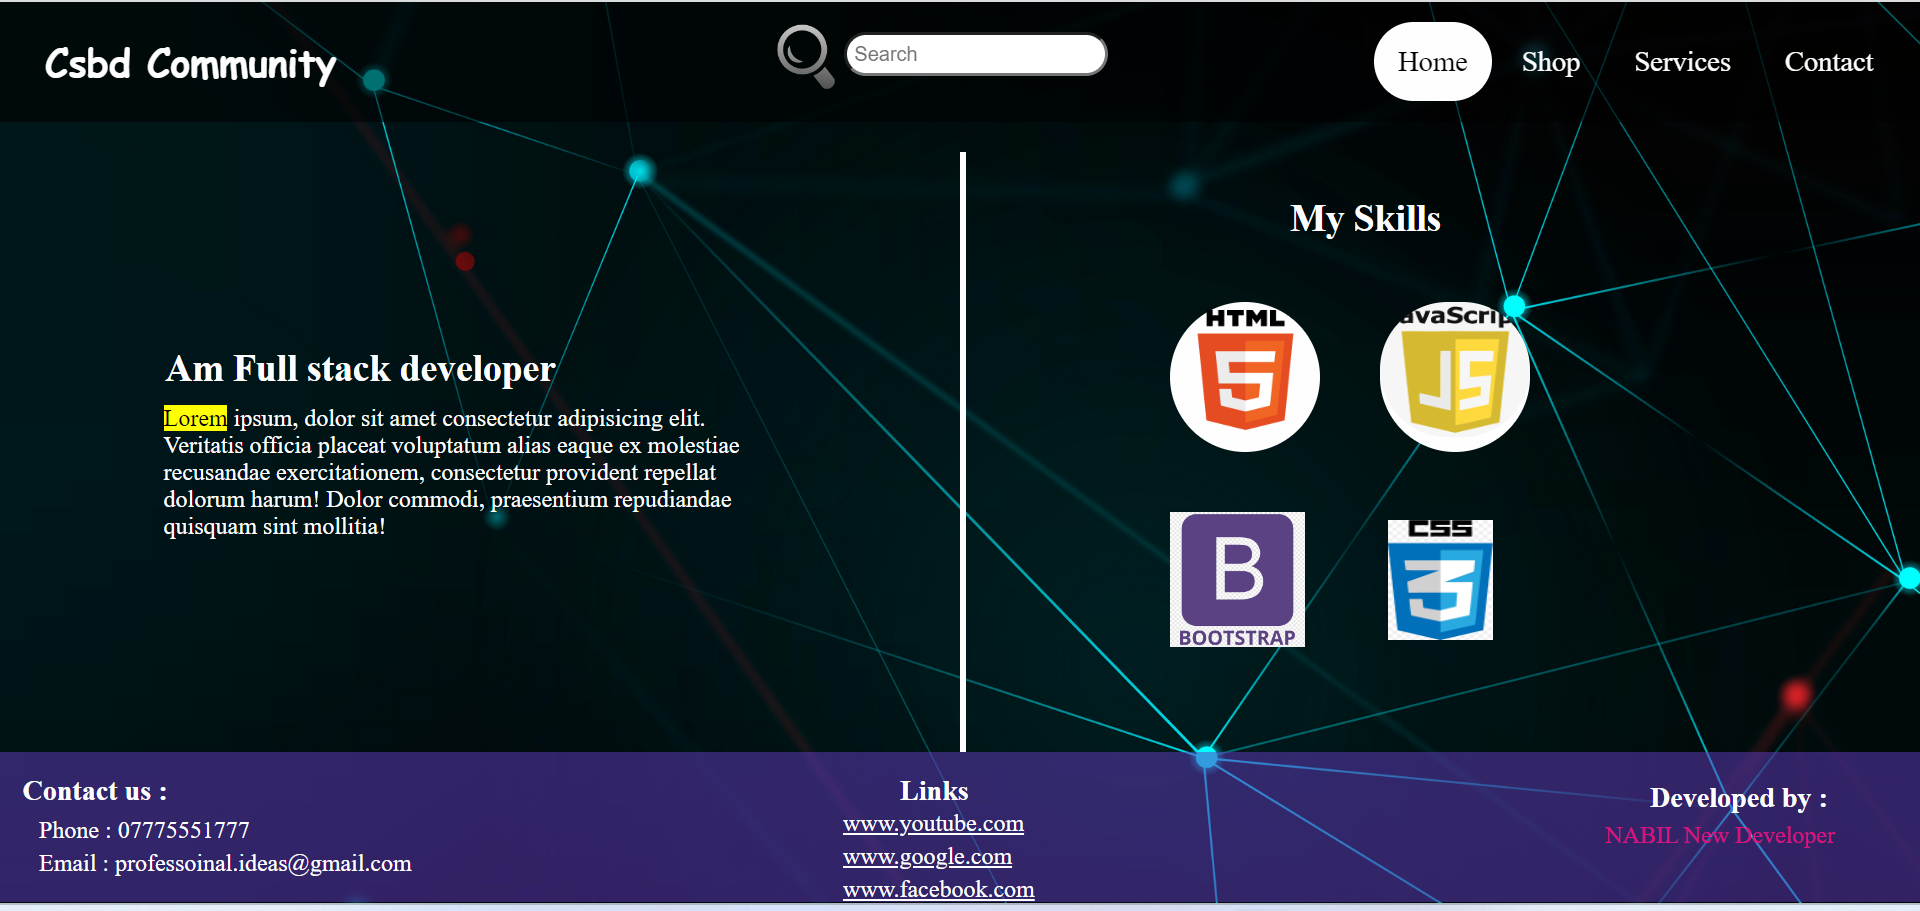 Csbd Community
Search
Home
Shop
Services
Contact
My Skills
HTML
JavaScript
JS
Am Full stack developer
Lorem ipsum, dolor sit amet consectetur adipisicing elit.
Veritatis officia placeat voluptatum alias eaque ex molestiae
recusandae exercitationem, consectetur provident repellat
dolorum harum! Dolor commodi, praesentium repudiandae
quisquam sint mollitia!
B
BOOTSTRAP
CSS
3
Contact us :
Phone : 07775551777
Email : professoinal.ideas@gmail.com
Links
www.youtube.com
www.google.com
www.facebook.com
Developed by :
NABIL New Developer